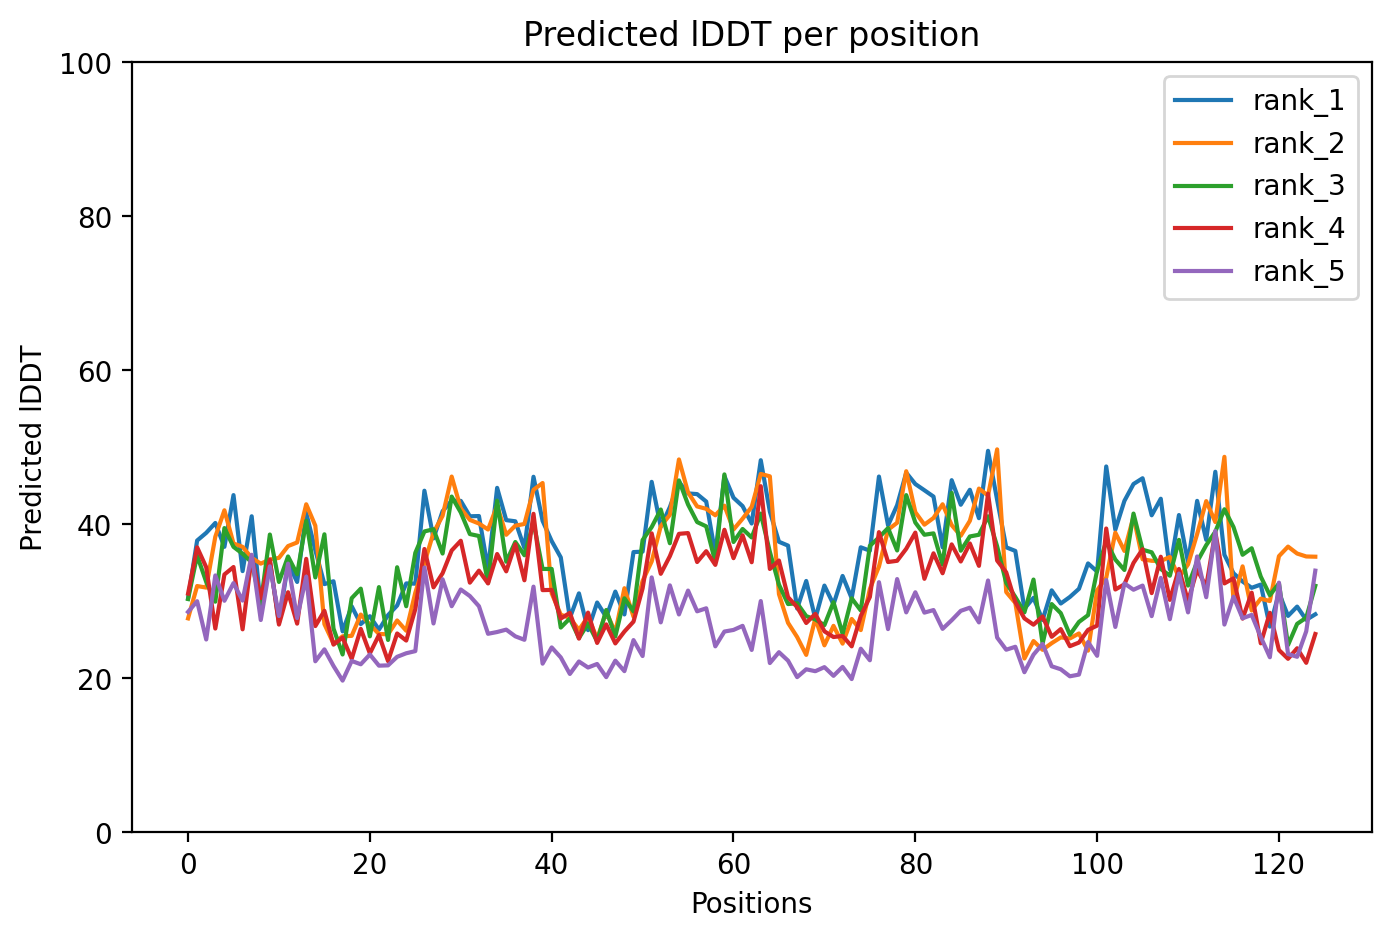 Predicted lDDT per position
100
80
60
40
20
0
Predicted lDDT
0 20 40 60 80 100 120
Positions
rank_1
rank_2
rank_3
rank_4
rank_5